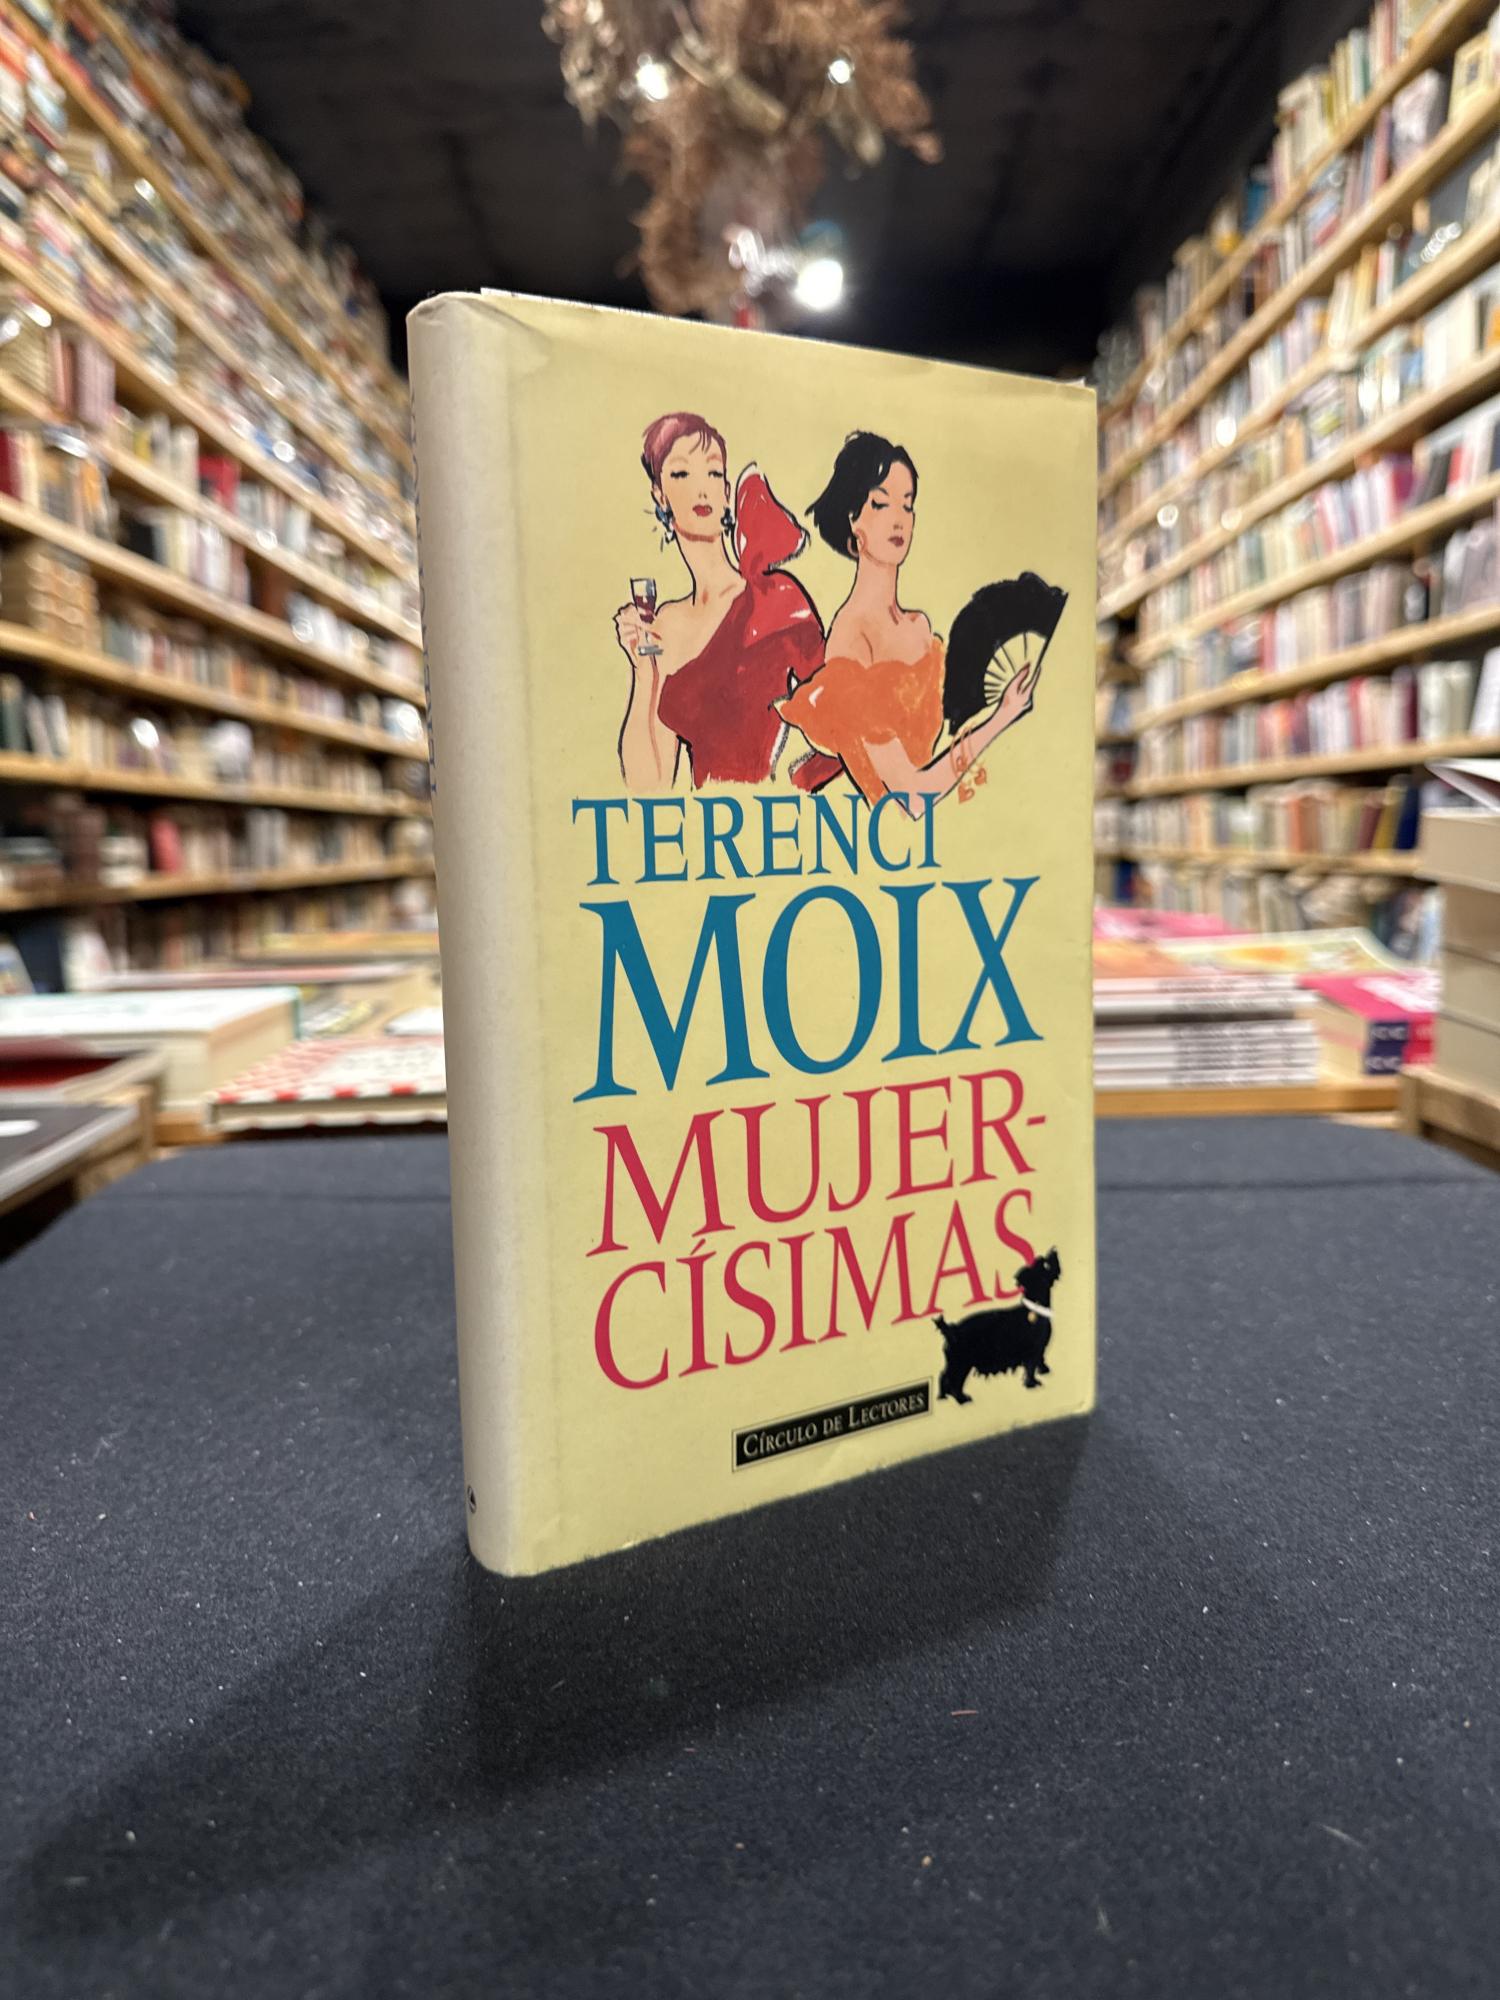 TERENCI
MOIX
MUJER-
CÍSIMAS
CÍRCULO DE LECTORES